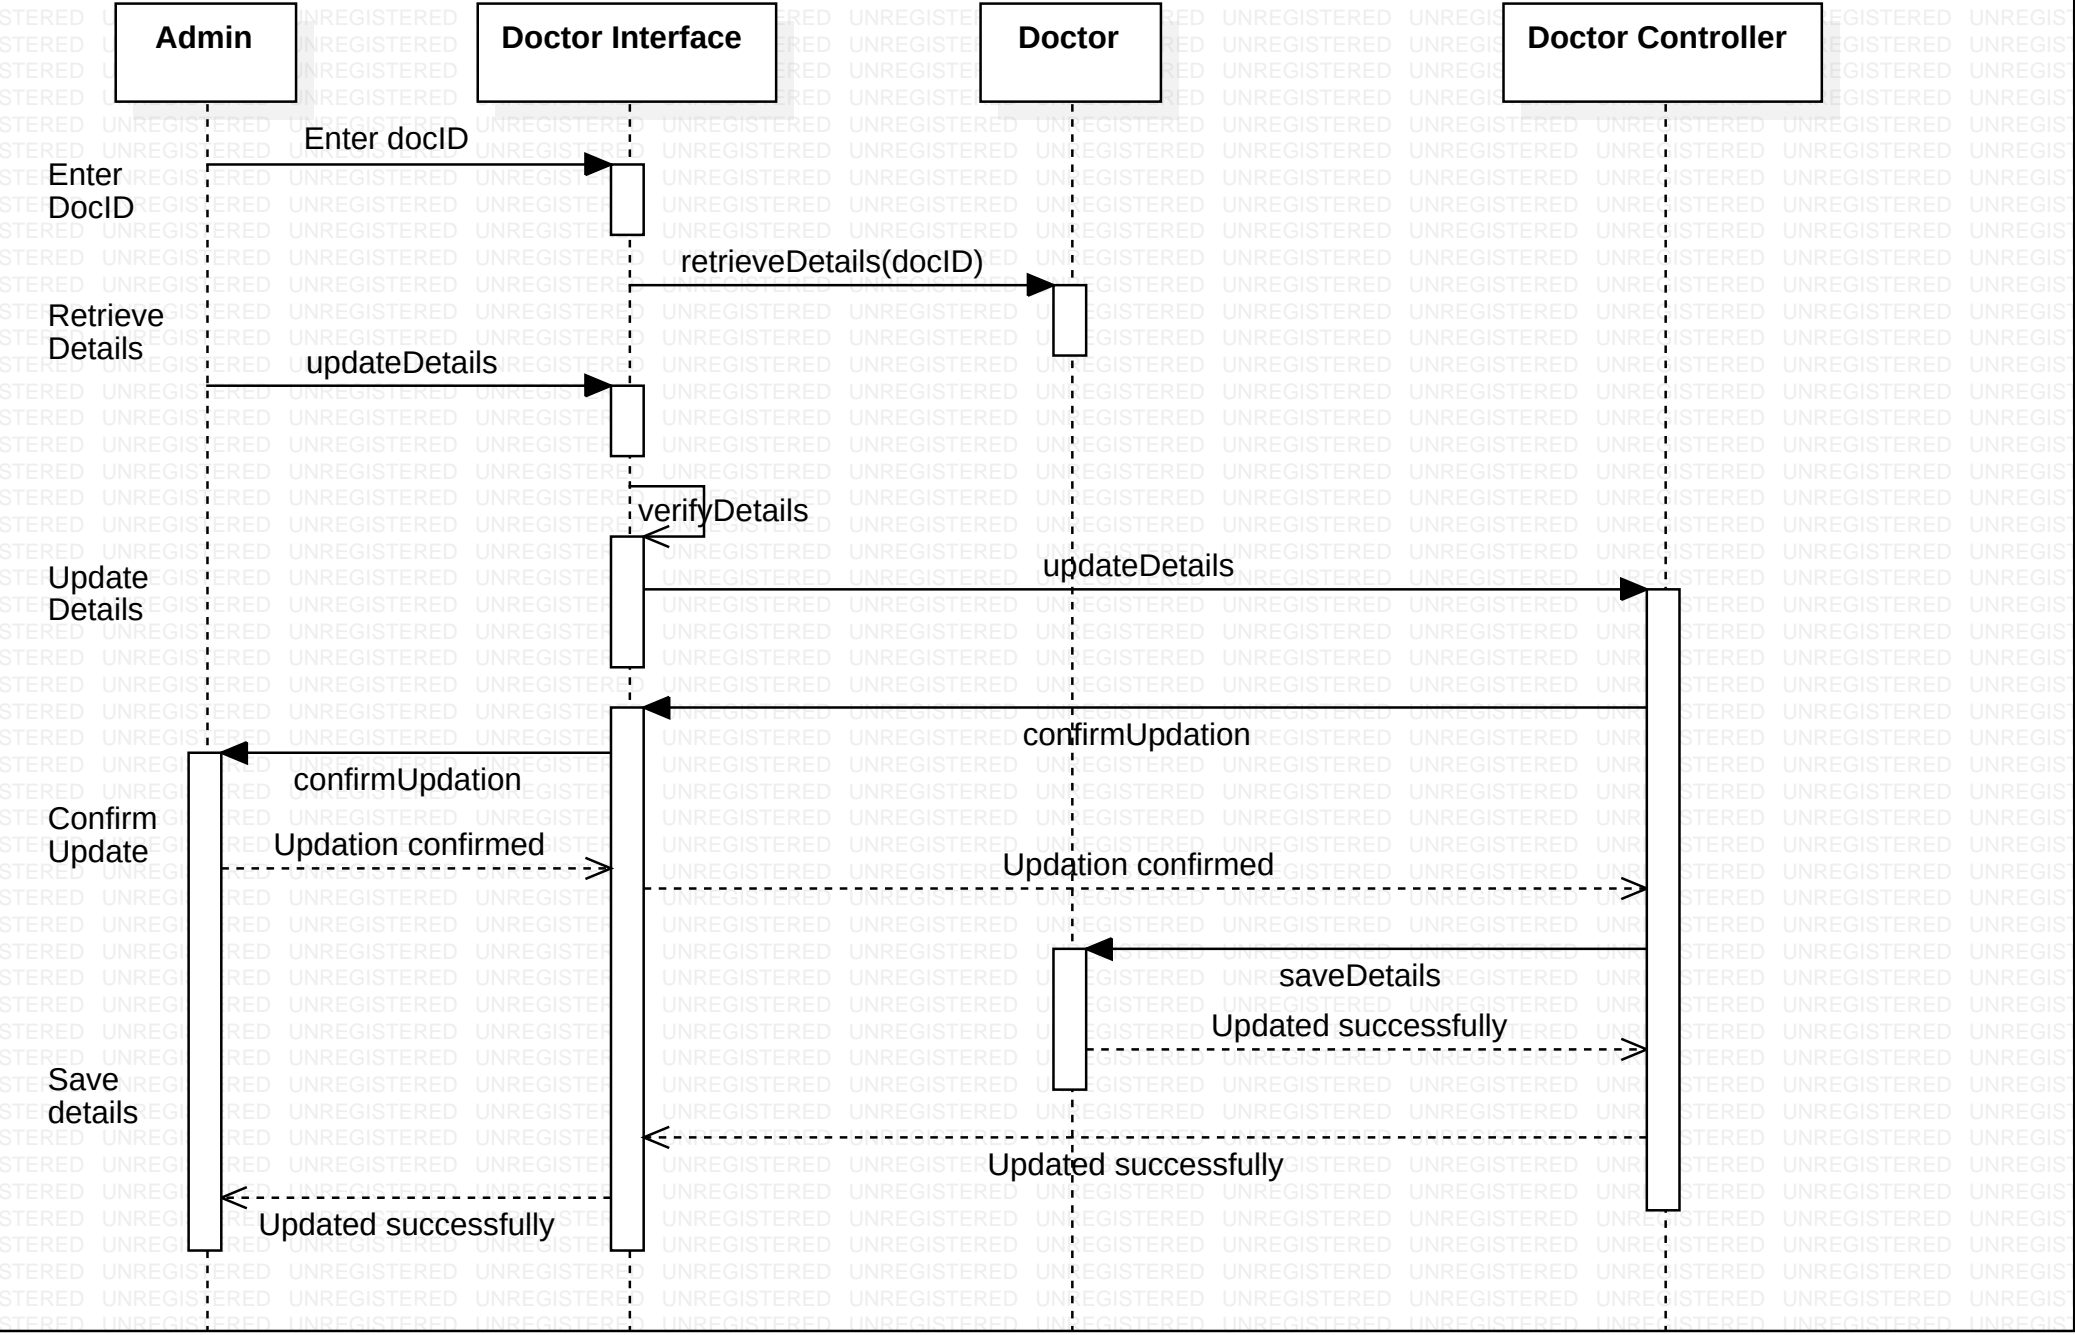 Admin
Doctor Interface
Doctor
Doctor Controller
Enter docID
Enter
DocID
retrieveDetails(docID)
Retrieve
Details
updateDetails
verifyDetails
updateDetails
Update
Details
confirmUpdation
confirmUpdation
Confirm
Update
Updation confirmed
Updation confirmed
saveDetails
Updated successfully
Save
details
Updated successfully
Updated successfully
UNREGISTERED